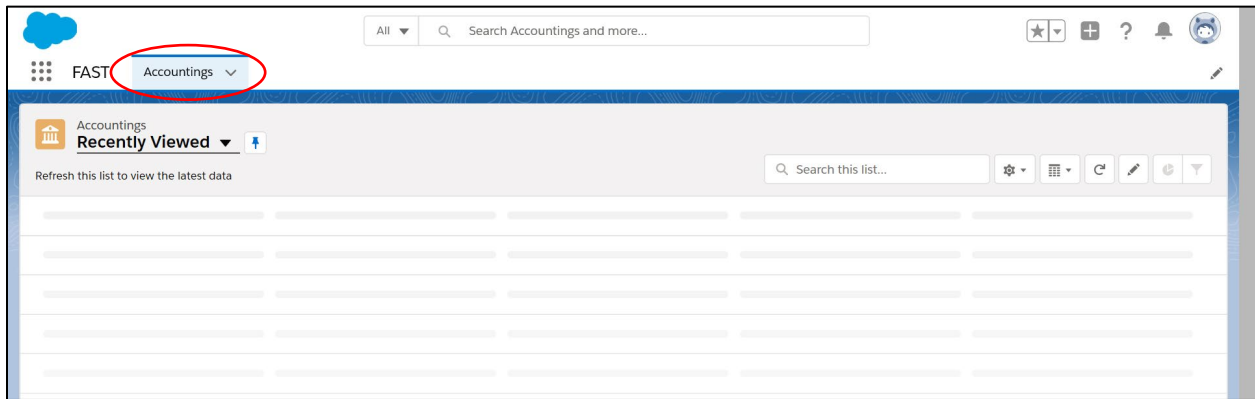 All
Search Accountings and more...
FAST
Accountings
Accountings
Recently Viewed
Refresh this list to view the latest data
Search this list...